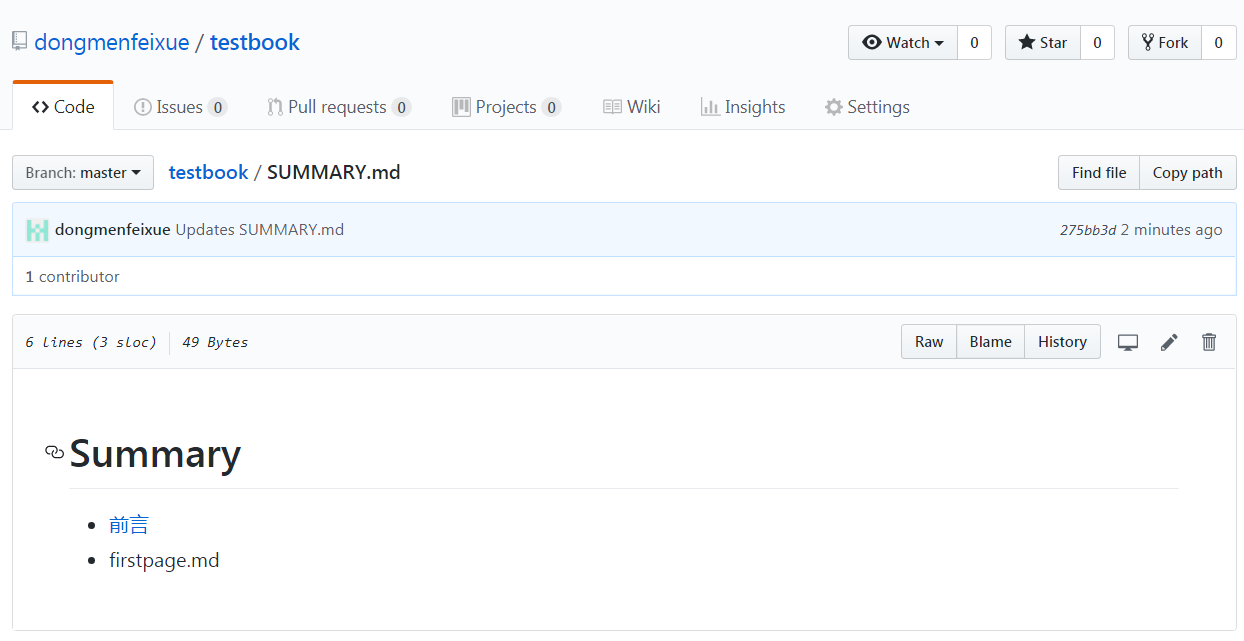 dongmenfeixue / testbook
Watch 0 Star 0 Fork 0
Code Issues 0 Pull requests 0 Projects 0 Wiki Insights Settings
Branch: master testbook / SUMMARY.md Find file Copy path
dongmenfeixue Updates SUMMARY.md 275bb3d 2 minutes ago
1 contributor
6 lines (3 sloc) 49 Bytes Raw Blame History
Summary
前言
firstpage.md